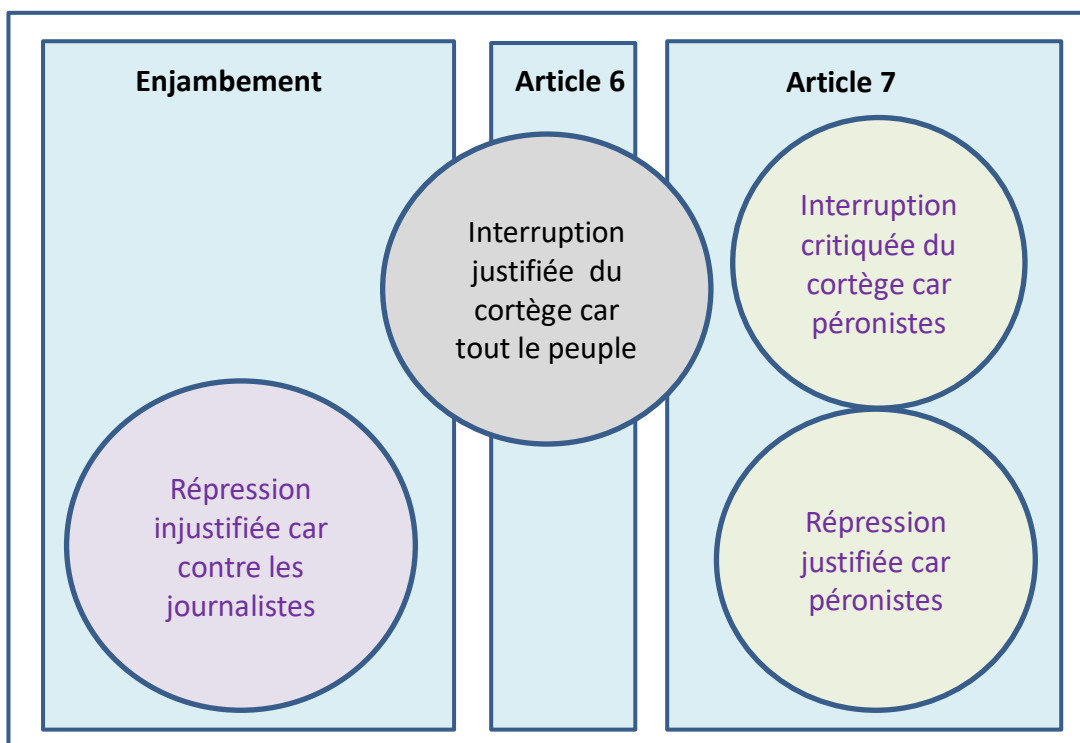 Enjambement
Article 6
Article 7
Interruption
justifiée du
cortège car
tout le peuple
Interruption
critiquée du
cortège car
péronistes
Répression
injustifiée car
contre les
journalistes
Répression
justifiée car
péronistes